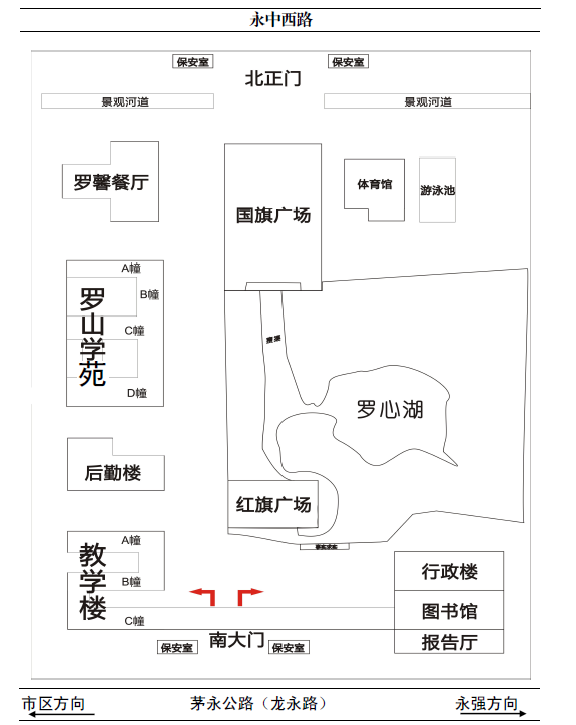 永中西路
保安室
保安室
北正门
景观河道
景观河道
罗馨餐厅
国旗广场
体育馆
游泳池
罗山学苑
A幢
B幢
C幢
D幢
罗心湖
后勤楼
红旗广场
教学楼
A幢
B幢
C幢
行政楼
图书馆
报告厅
南大门
保安室
保安室
市区方向
茅永公路（龙永路）
永强方向